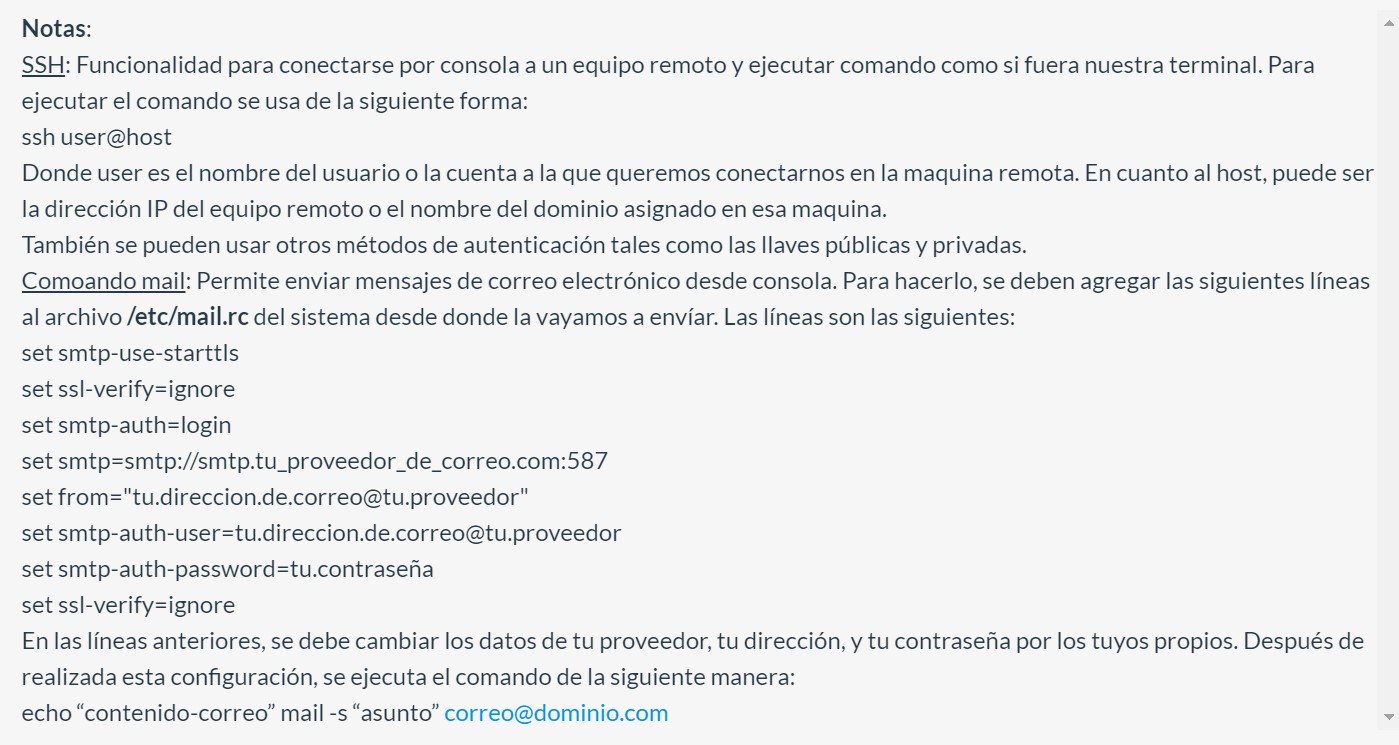 Notas:
SSH: Funcionalidad para conectarse por consola a un equipo remoto y ejecutar comando como si fuera nuestra terminal. Para
ejecutar el comando se usa de la siguiente forma:
ssh user@host
Donde user es el nombre del usuario o la cuenta a la que queremos conectarnos en la maquina remota. En cuanto al host, puede ser
la dirección IP del equipo remoto o el nombre del dominio asignado en esa maquina.
También se pueden usar otros métodos de autenticación tales como las llaves públicas y privadas.
Comoando mail: Permite enviar mensajes de correo electrónico desde consola. Para hacerlo, se deben agregar las siguientes líneas
al archivo /etc/mail.rc del sistema desde donde la vayamos a envíar. Las líneas son las siguientes:
set smtp-use-starttls
set ssl-verify=ignore
set smtp-auth=login
set smtp=smtp://smtp.tu_proveedor_de_correo.com:587
set from="tu.direccion.de.correo@tu.proveedor"
set smtp-auth-user=tu.direccion.de.correo@tu.proveedor
set smtp-auth-password=tu.contraseña
set ssl-verify=ignore
En las líneas anteriores, se debe cambiar los datos de tu proveedor, tu dirección, y tu contraseña por los tuyos propios. Después de
realizada esta configuración, se ejecuta el comando de la siguiente manera:
echo “contenido-correo” mail -s “asunto” correo@dominio.com